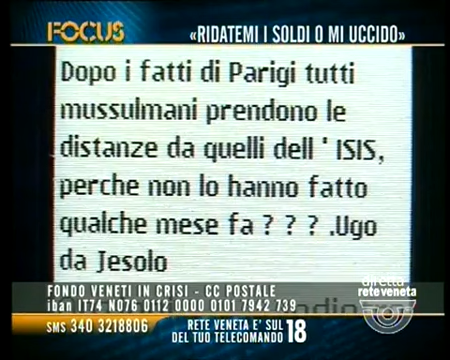 FOCUS
«RIDATEMI I SOLDI O MI UCCIDO»
Dopo i fatti di Parigi tutti
mussulmani prendono le
distanze da quelli dell ' ISIS,
perche non lo hanno fatto
qualche mese fa ? ? ? .Ugo
da Jesolo
FONDO VENETI IN CRISI - CC POSTALE
iban IT74 N076 0112 0000 0101 7942 739
diretta
reteveneta
SMS 340 3218806
RETE VENETA E' SUL
DEL TUO TELECOMANDO
18